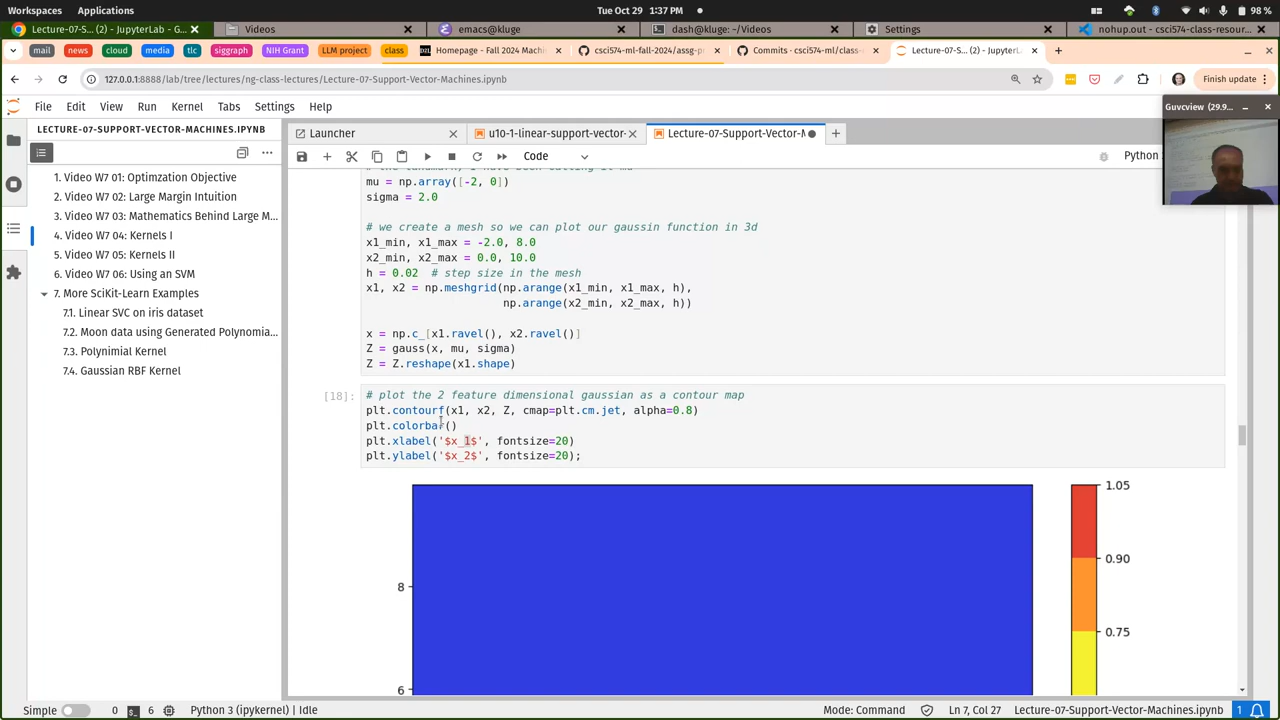 Workspaces Applications Tue Oct 29 1:37 PM 98 %
Lecture-07-S... (2) - JupyterLab - G... Videos emacs@kluge dash@kluge: ~/Videos Settings nohup.out - csci574-class-resour...
mail news cloud media tlc siggraph NIH Grant LLM project class Homepage - Fall 2024 Machi csci574-ml-fall-2024/assg-p Commits · csci574-ml/class- Lecture-07-S... (2) - JupyterL
127.0.0.1:8888/lab/tree/lectures/ng-class-lectures/Lecture-07-Support-Vector-Machines.ipynb Finish update
File Edit View Run Kernel Tabs Settings Help Guvcview (29.9...
LECTURE-07-SUPPORT-VECTOR-MACHINES.IPYNB Launcher u10-1-linear-support-vector- Lecture-07-Support-Vector-M
Code Python
1. Video W7 01: Optimzation Objective
2. Video W7 02: Large Margin Intuition
3. Video W7 03: Mathematics Behind Large M...
4. Video W7 04: Kernels I
5. Video W7 05: Kernels II
6. Video W7 06: Using an SVM
7. More SciKit-Learn Examples
7.1. Linear SVC on iris dataset
7.2. Moon data using Generated Polynomia...
7.3. Polynimial Kernel
7.4. Gaussian RBF Kernel
mu = np.array([-2, 0])
sigma = 2.0
# we create a mesh so we can plot our gaussin function in 3d
x1_min, x1_max = -2.0, 8.0
x2_min, x2_max = 0.0, 10.0
h = 0.02 # step size in the mesh
x1, x2 = np.meshgrid(np.arange(x1_min, x1_max, h),
np.arange(x2_min, x2_max, h))
x = np.c_[x1.ravel(), x2.ravel()]
Z = gauss(x, mu, sigma)
Z = Z.reshape(x1.shape)
[18]: # plot the 2 feature dimensional gaussian as a contour map
plt.contourf(x1, x2, Z, cmap=plt.cm.jet, alpha=0.8)
plt.colorbar()
plt.xlabel('$x_1$', fontsize=20)
plt.ylabel('$x_2$', fontsize=20);
1.05
0.90
8
0.75
6
Simple 0 6 Python 3 (ipykernel) | Idle Mode: Command Ln 7, Col 27 Lecture-07-Support-Vector-Machines.ipynb 1